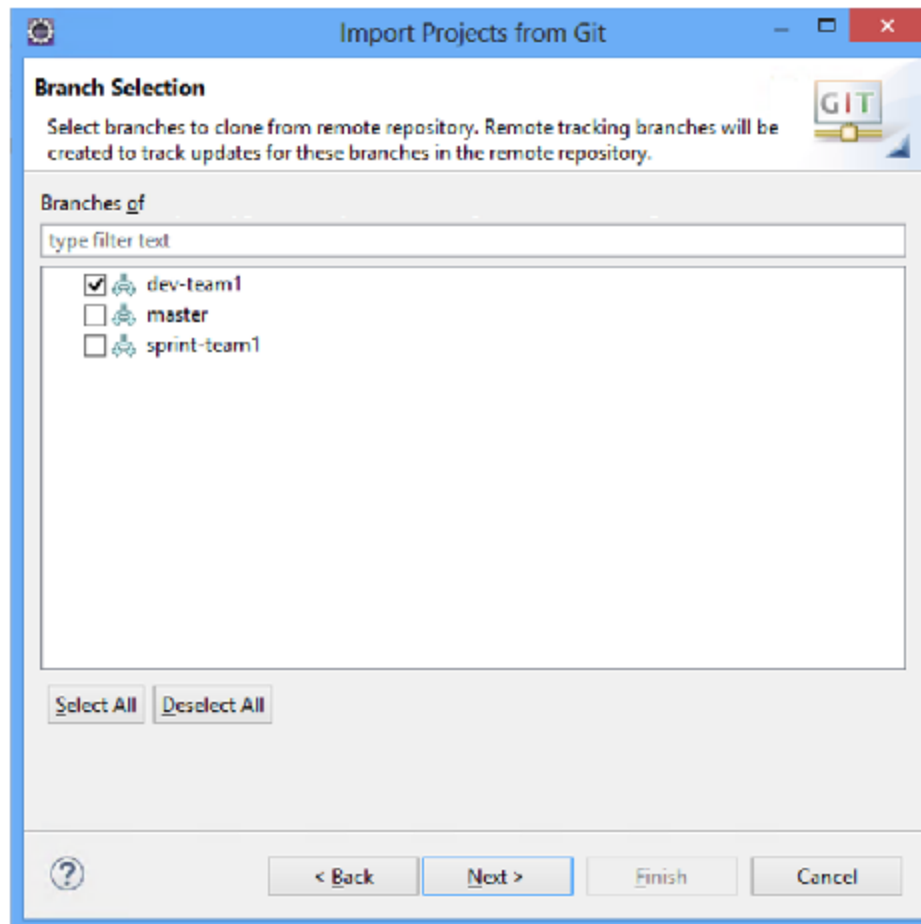 Import Projects from Git
Branch Selection
GIT
Select branches to clone from remote repository. Remote tracking branches will be
created to track updates for these branches in the remote repository.
Branches of
type filter text
dev-team1
master
sprint-team1
Select All Deselect All
? < Back Next > Finish Cancel